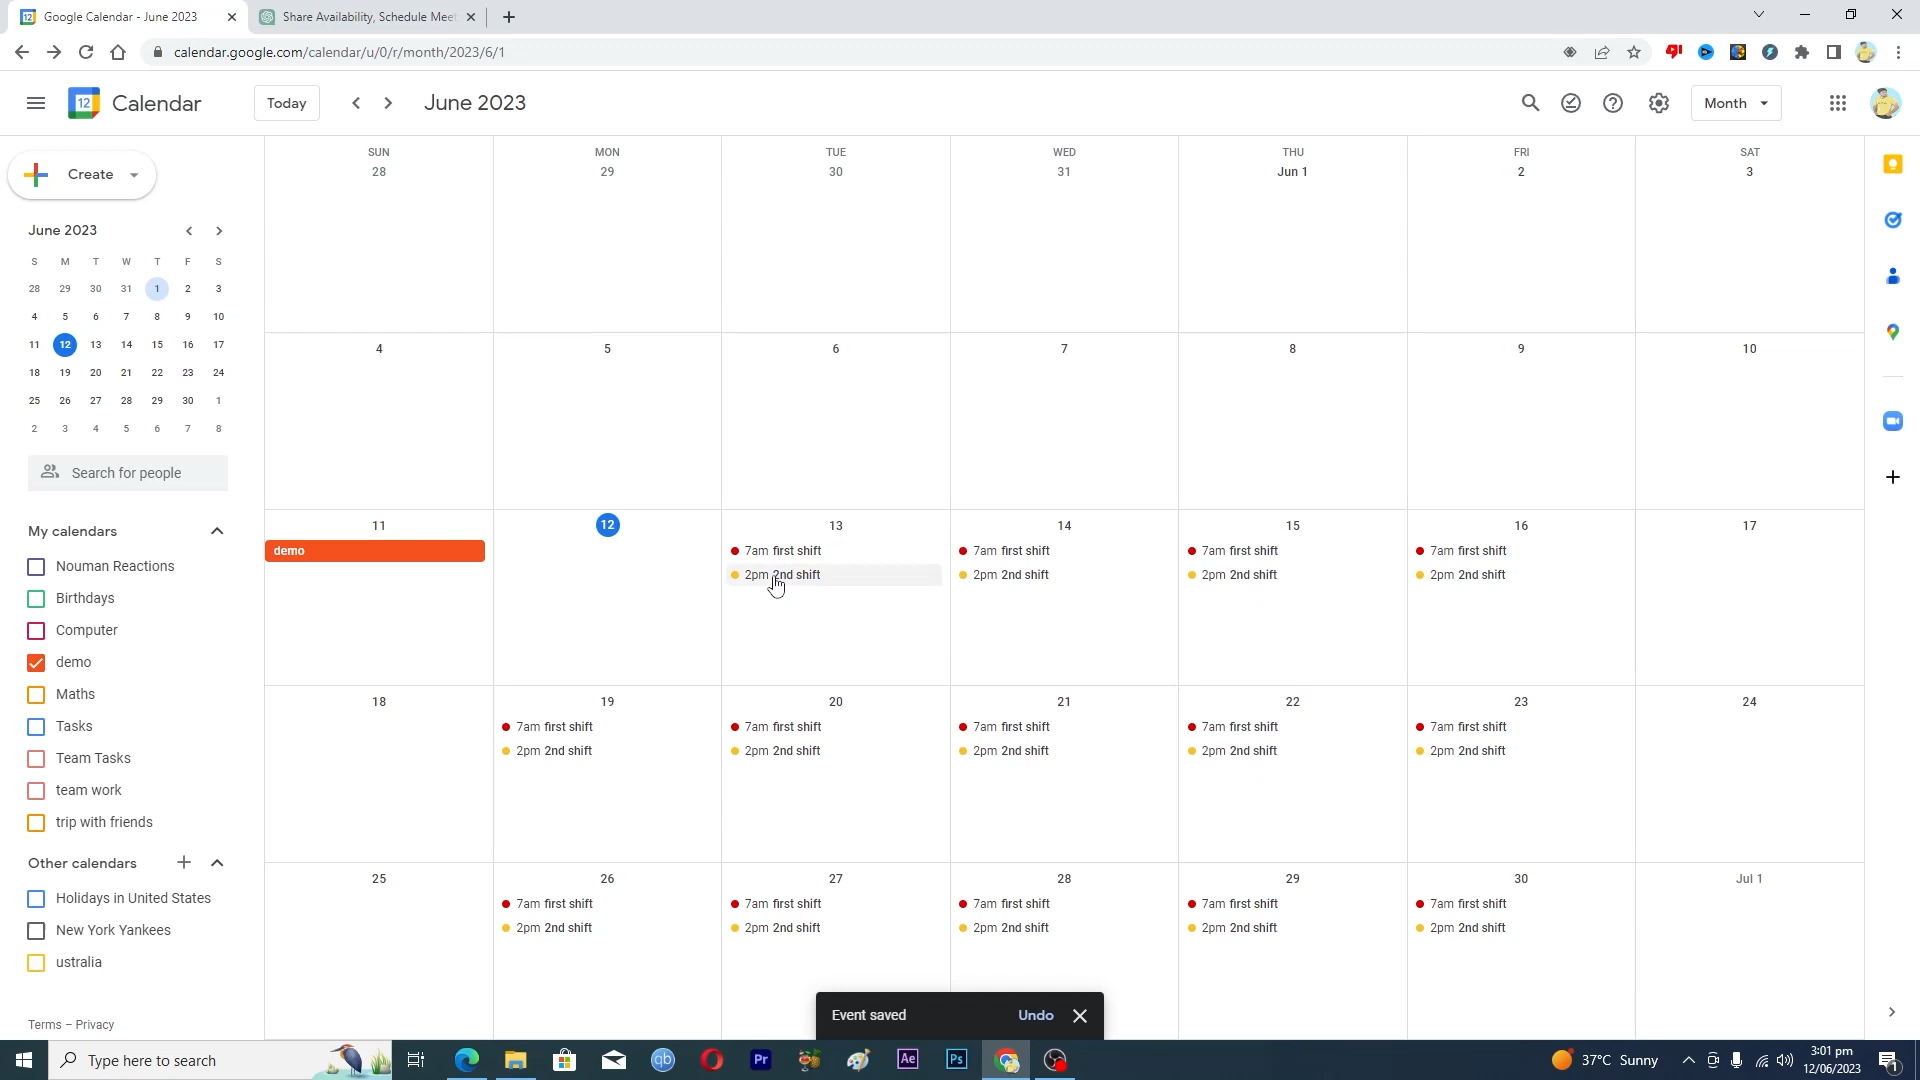 Google Calendar - June 2023
Share Availability, Schedule Meet
calendar.google.com/calendar/u/0/r/month/2023/6/1
12 Calendar
Today
June 2023
Month
Create
June 2023
S M T W T F S
28 29 30 31 1 2 3
4 5 6 7 8 9 10
11 12 13 14 15 16 17
18 19 20 21 22 23 24
25 26 27 28 29 30 1
2 3 4 5 6 7 8
Search for people
My calendars
Nouman Reactions
Birthdays
Computer
demo
Maths
Tasks
Team Tasks
team work
trip with friends
Other calendars
Holidays in United States
New York Yankees
ustralia
Terms – Privacy
SUN MON TUE WED THU FRI SAT
28 29 30 31 Jun 1 2 3
4 5 6 7 8 9 10
11 12 13 14 15 16 17
demo 7am first shift 7am first shift 7am first shift 7am first shift
2pm 2nd shift 2pm 2nd shift 2pm 2nd shift 2pm 2nd shift
18 19 20 21 22 23 24
7am first shift 7am first shift 7am first shift 7am first shift 7am first shift
2pm 2nd shift 2pm 2nd shift 2pm 2nd shift 2pm 2nd shift 2pm 2nd shift
25 26 27 28 29 30 Jul 1
7am first shift 7am first shift 7am first shift 7am first shift 7am first shift
2pm 2nd shift 2pm 2nd shift 2pm 2nd shift 2pm 2nd shift 2pm 2nd shift
Event saved Undo
Type here to search
qb
Pr
Ae
Ps
37°C Sunny
3:01 pm
12/06/2023
1